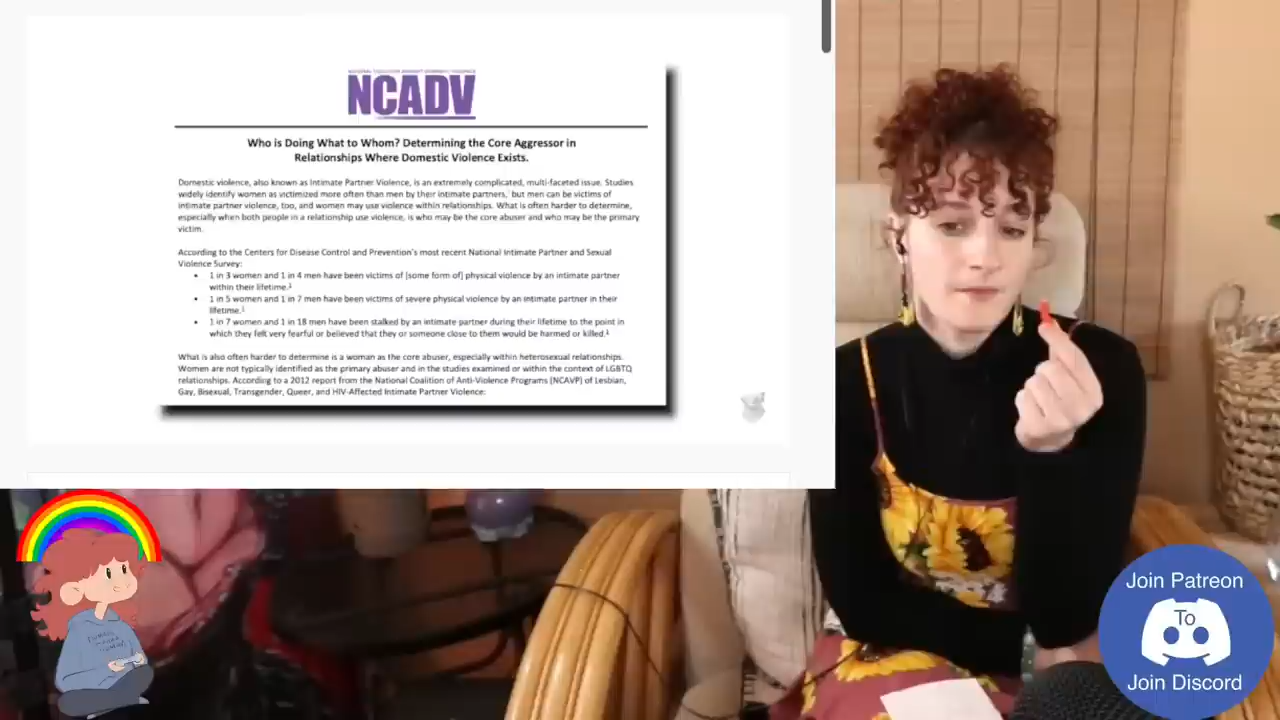 NATIONAL COALITION AGAINST DOMESTIC VIOLENCE
NCADV
Who is Doing What to Whom? Determining the Core Aggressor in
Relationships Where Domestic Violence Exists.
Domestic violence, also known as Intimate Partner Violence, is an extremely complicated, multi-faceted issue. Studies
widely identify women as victimized more often than men by their intimate partners, but men can be victims of
intimate partner violence, too, and women may use violence within relationships. What is often harder to determine,
especially when both people in a relationship use violence, is who may be the core abuser and who may be the primary
victim.
According to the Centers for Disease Control and Prevention's most recent National Intimate Partner and Sexual
Violence Survey:
• 1 in 3 women and 1 in 4 men have been victims of [some form of] physical violence by an intimate partner
within their lifetime.1
• 1 in 5 women and 1 in 7 men have been victims of severe physical violence by an intimate partner in their
lifetime.1
• 1 in 7 women and 1 in 18 men have been stalked by an intimate partner during their lifetime to the point in
which they felt very fearful or believed that they or someone close to them would be harmed or killed.1
What is also often harder to determine is a woman as the core abuser, especially within heterosexual relationships.
Women are not typically identified as the primary abuser and in the studies examined or within the context of LGBTQ
relationships. According to a 2012 report from the National Coalition of Anti-Violence Programs (NCAVP) of Lesbian,
Gay, Bisexual, Transgender, Queer, and HIV-Affected Intimate Partner Violence:
Join Patreon
To
Join Discord